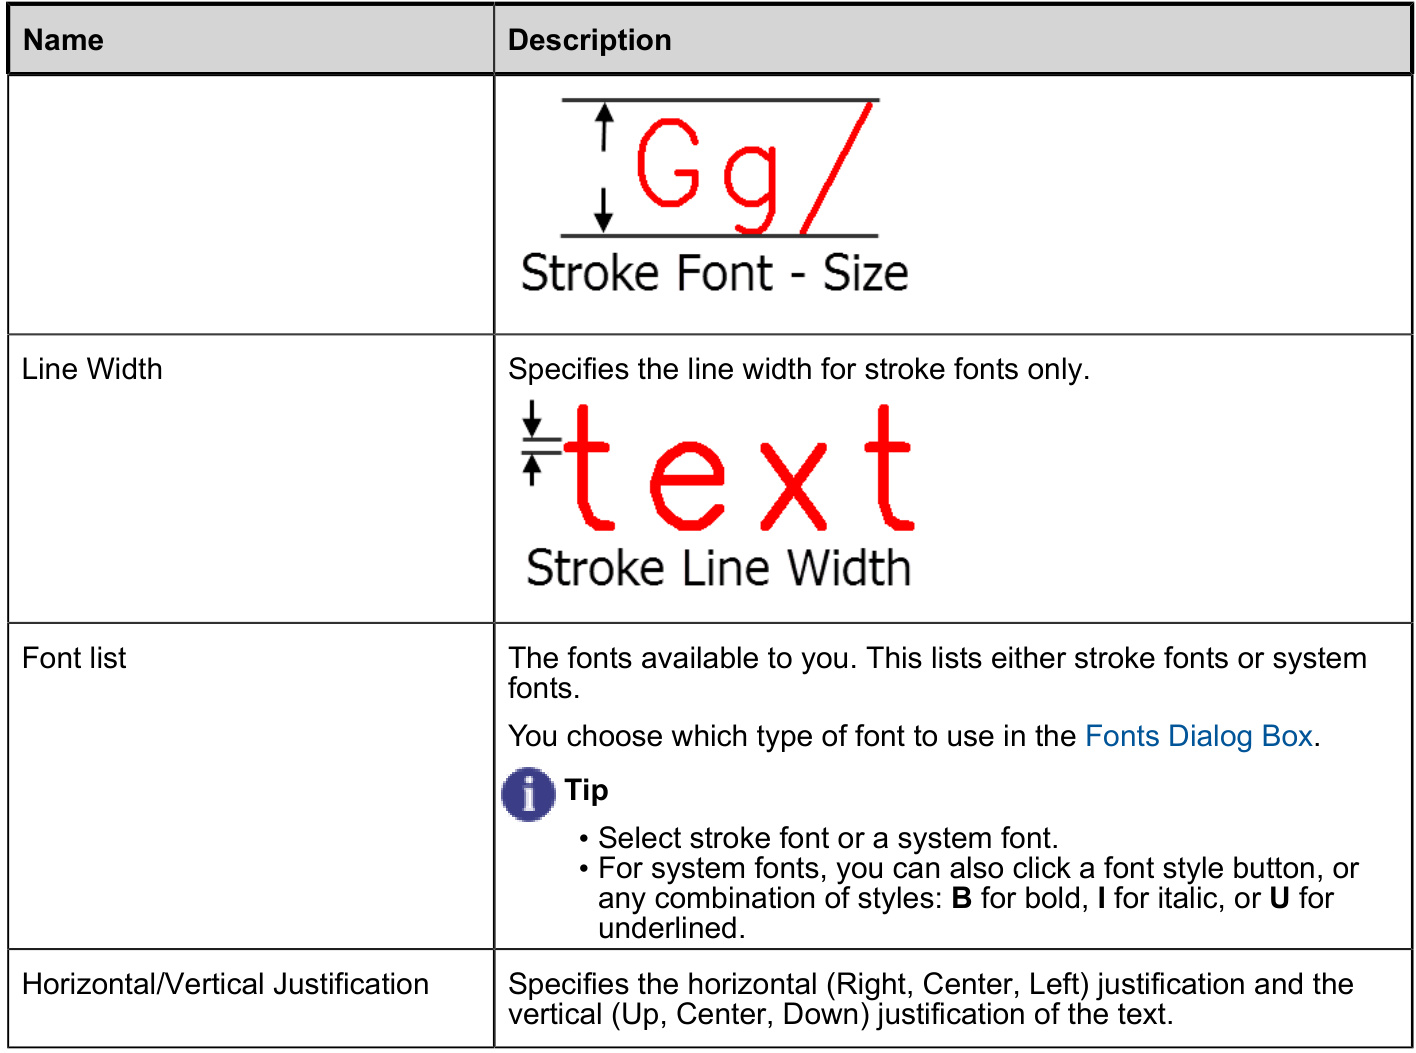 Name Description
Gg/
Stroke Font - Size
Line Width Specifies the line width for stroke fonts only.
text
Stroke Line Width
Font list The fonts available to you. This lists either stroke fonts or system
fonts.
You choose which type of font to use in the Fonts Dialog Box.
i Tip
• Select stroke font or a system font.
• For system fonts, you can also click a font style button, or
any combination of styles: B for bold, I for italic, or U for
underlined.
Horizontal/Vertical Justification Specifies the horizontal (Right, Center, Left) justification and the
vertical (Up, Center, Down) justification of the text.